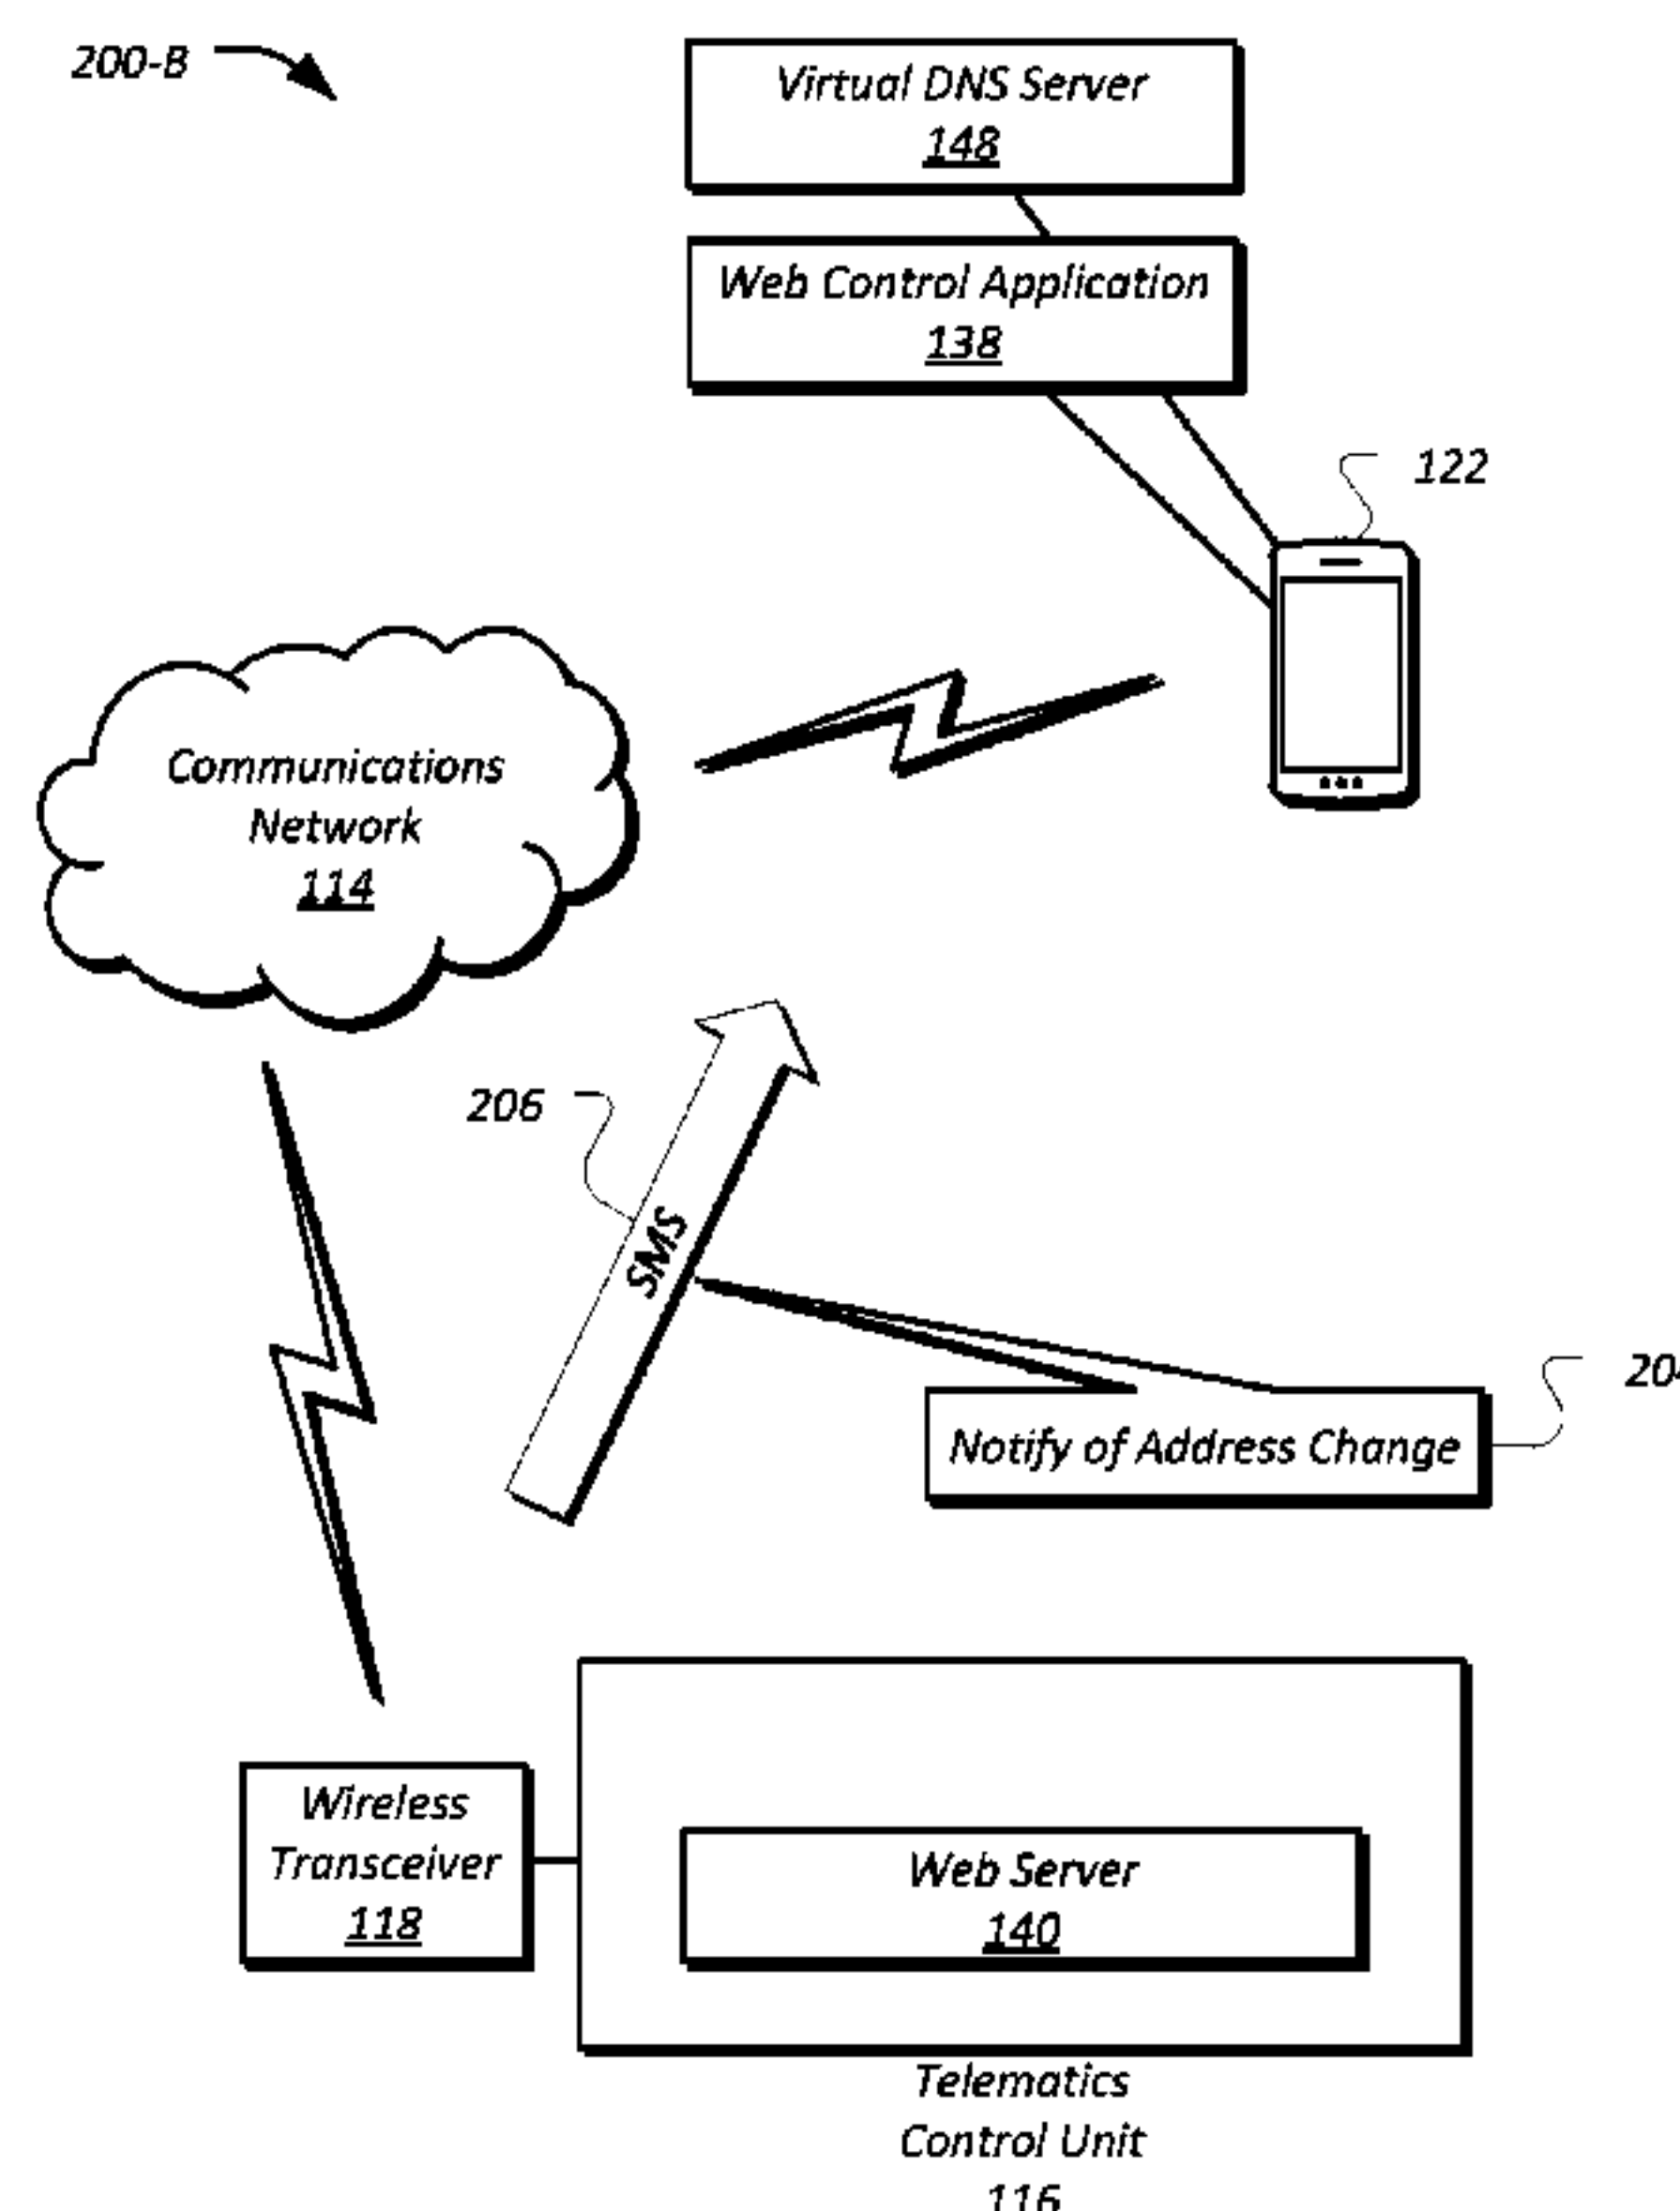 200-B
Virtual DNS Server
148
Web Control Application
138
122
Communications
Network
114
206
SMS
Notify of Address Change
Wireless
Transceiver
118
Web Server
140
Telematics
Control Unit
116